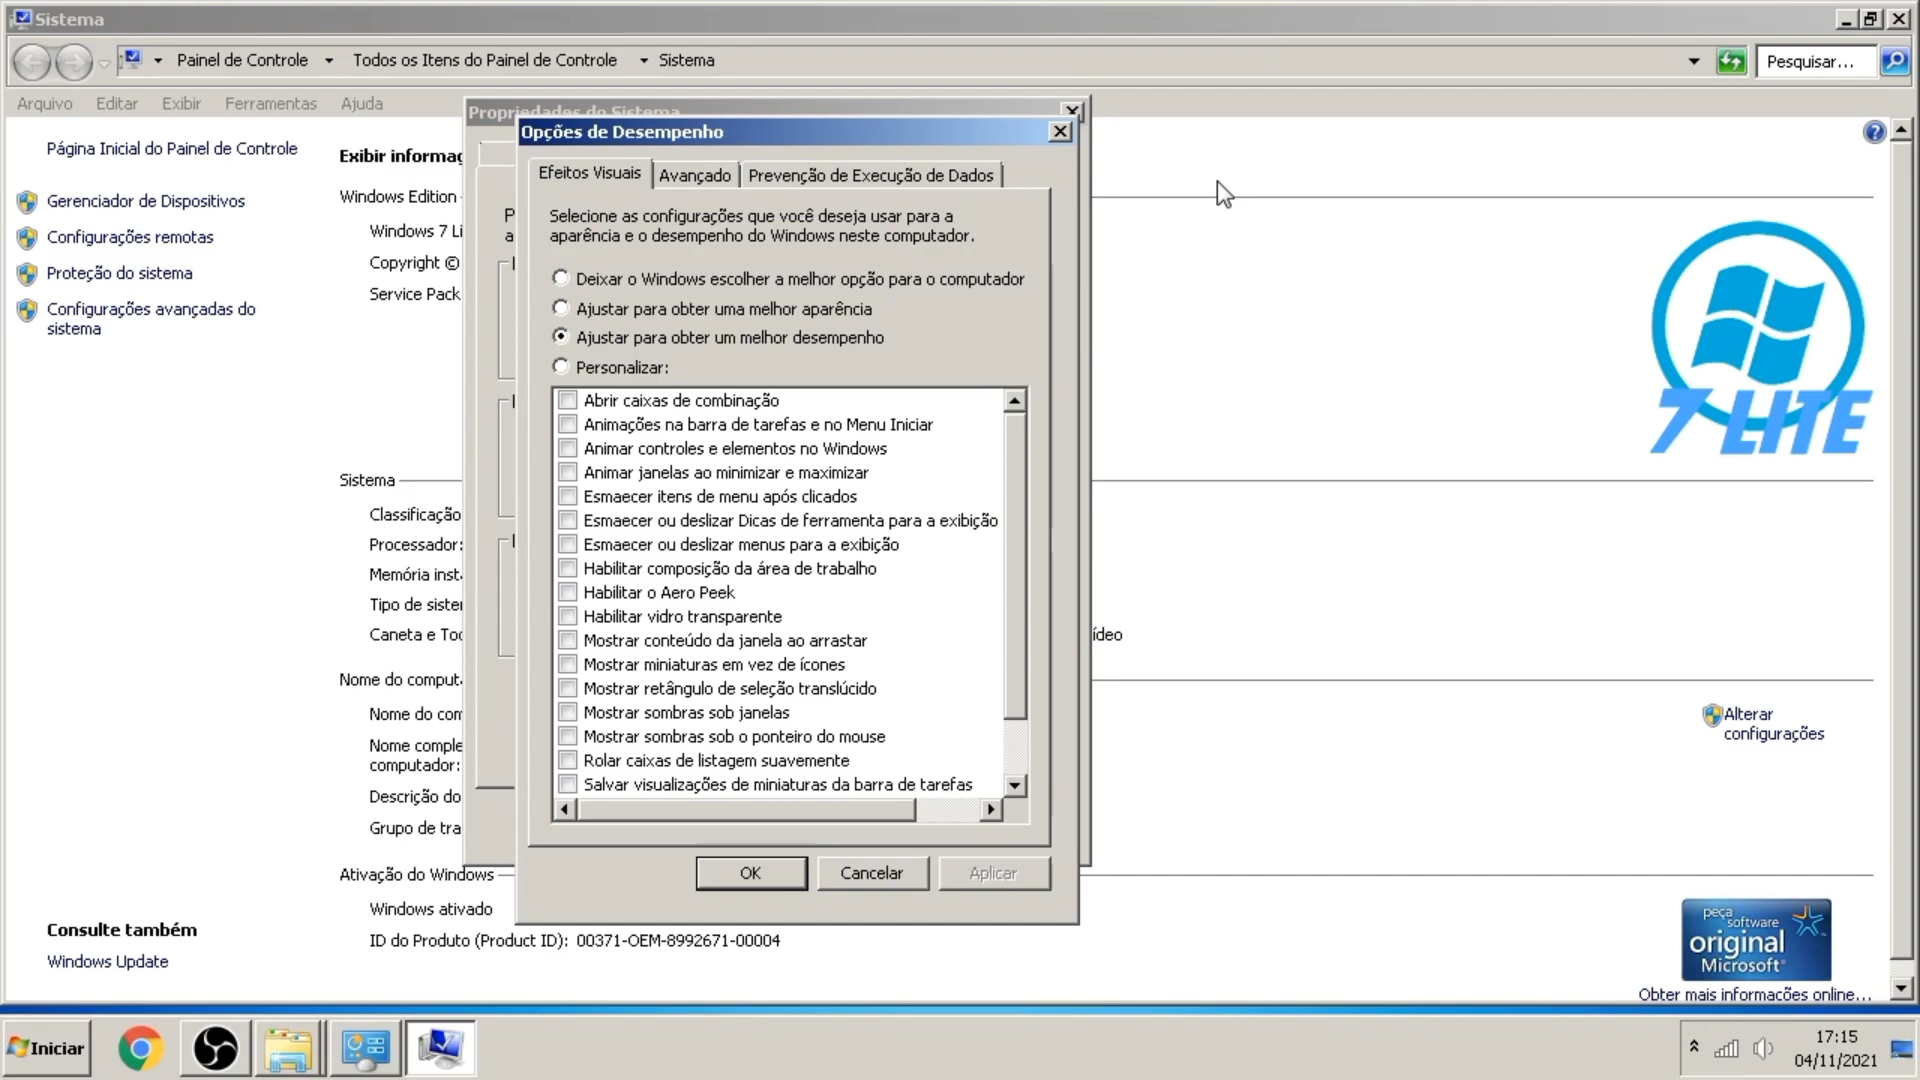 Sistema
Painel de Controle
Todos os Itens do Painel de Controle
Sistema
Pesquisar...
Arquivo
Editar
Exibir
Ferramentas
Ajuda
Página Inicial do Painel de Controle
Gerenciador de Dispositivos
Configurações remotas
Proteção do sistema
Configurações avançadas do
sistema
Consulte também
Windows Update
Exibir informaç
Windows Edition
Windows 7 Li
Copyright ©
Service Pack
Sistema
Classificação
Processador:
Memória inst
Tipo de sister
Caneta e Toc
ídeo
Nome do comput
Nome do com
Nome comple
computador:
Descrição do
Grupo de tra
Ativação do Windows
Windows ativado
ID do Produto (Product ID): 00371-OEM-8992671-00004
Propriedades do Sistema
P
a
Opções de Desempenho
Efeitos Visuais
Avançado
Prevenção de Execução de Dados
Selecione as configurações que você deseja usar para a
aparência e o desempenho do Windows neste computador.
Deixar o Windows escolher a melhor opção para o computador
Ajustar para obter uma melhor aparência
Ajustar para obter um melhor desempenho
Personalizar:
Abrir caixas de combinação
Animações na barra de tarefas e no Menu Iniciar
Animar controles e elementos no Windows
Animar janelas ao minimizar e maximizar
Esmaecer itens de menu após clicados
Esmaecer ou deslizar Dicas de ferramenta para a exibição
Esmaecer ou deslizar menus para a exibição
Habilitar composição da área de trabalho
Habilitar o Aero Peek
Habilitar vidro transparente
Mostrar conteúdo da janela ao arrastar
Mostrar miniaturas em vez de ícones
Mostrar retângulo de seleção translúcido
Mostrar sombras sob janelas
Mostrar sombras sob o ponteiro do mouse
Rolar caixas de listagem suavemente
Salvar visualizações de miniaturas da barra de tarefas
OK
Cancelar
Aplicar
7 LITE
Alterar
configurações
peça
software
original
Microsoft
Obter mais informações online...
Iniciar
17:15
04/11/2021